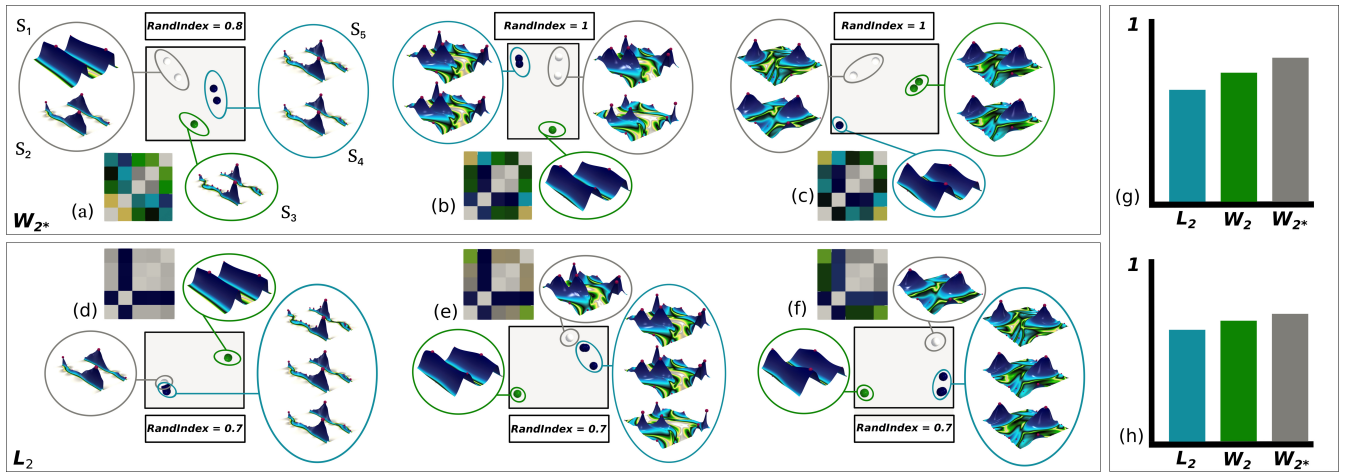 S1
RandIndex = 0.8
S5
S2
S4
(a)
S3
W2*
RandIndex = 1
(b)
RandIndex = 1
(c)
(d)
RandIndex = 0.7
L2
(e)
RandIndex = 0.7
(f)
RandIndex = 0.7
1
(g)
L2 W2 W2*
1
(h)
L2 W2 W2*